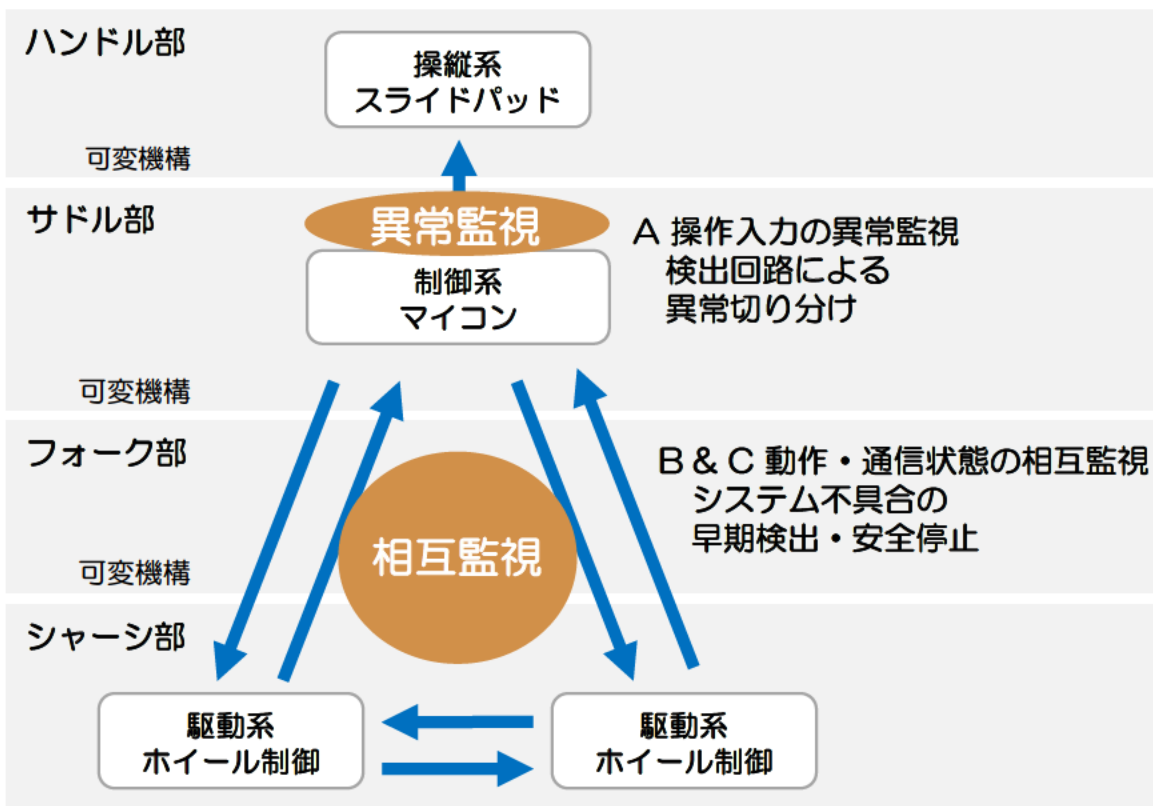 ハンドル部
操縦系
スライドパッド
可変機構
サドル部
異常監視
制御系
マイコン
A 操作入力の異常監視
検出回路による
異常切り分け
可変機構
フォーク部
相互監視
B & C 動作・通信状態の相互監視
システム不具合の
早期検出・安全停止
可変機構
シャーシ部
駆動系
ホイール制御
駆動系
ホイール制御